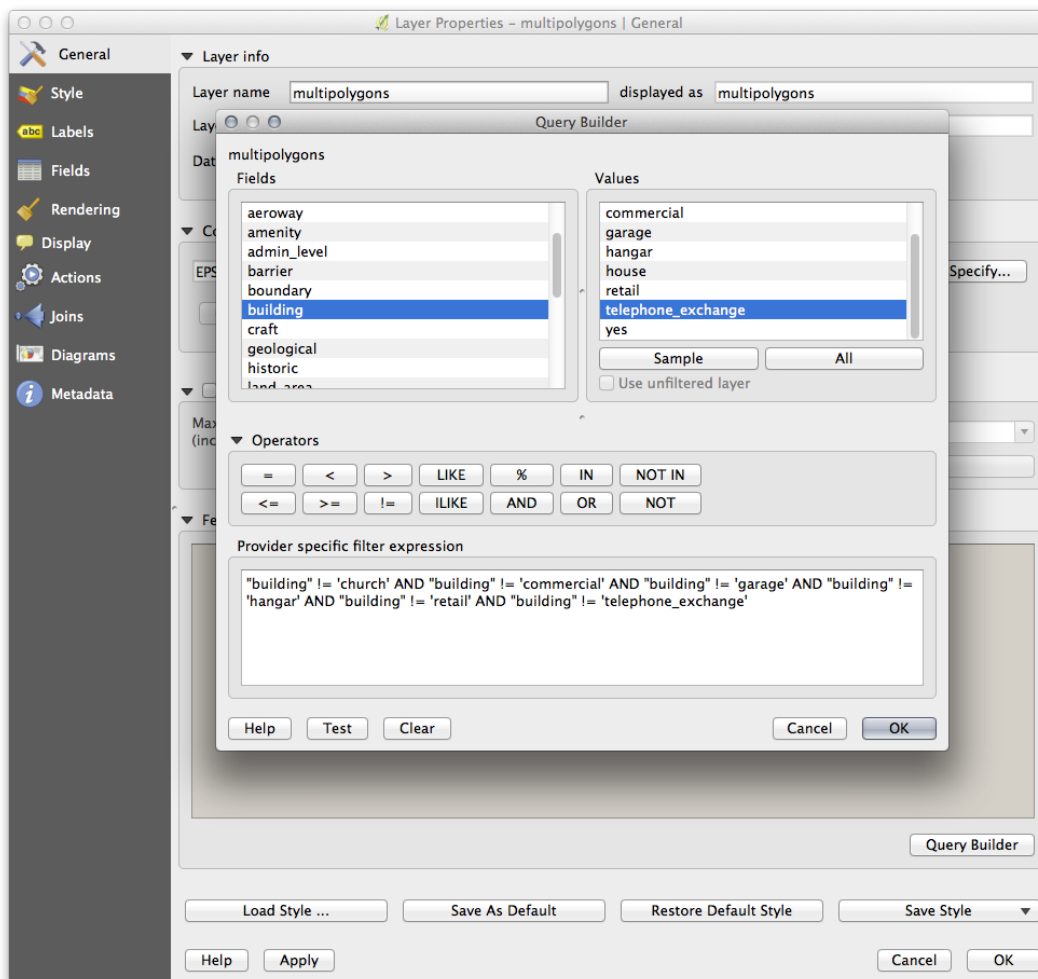 Layer Properties – multipolygons | General
General
Style
Labels
Fields
Rendering
Display
Actions
Joins
Diagrams
Metadata
Layer info
Layer name multipolygons displayed as multipolygons
Query Builder
multipolygons
Fields
aeroway
amenity
admin_level
barrier
boundary
building
craft
geological
historic
land_area
Values
commercial
garage
hangar
house
retail
telephone_exchange
yes
Sample All
Use unfiltered layer
Specify...
Operators
= < > LIKE % IN NOT IN
<= >= != ILIKE AND OR NOT
Provider specific filter expression
"building" != 'church' AND "building" != 'commercial' AND "building" != 'garage' AND "building" !=
'hangar' AND "building" != 'retail' AND "building" != 'telephone_exchange'
Help Test Clear Cancel OK
Query Builder
Load Style ... Save As Default Restore Default Style Save Style
Help Apply Cancel OK